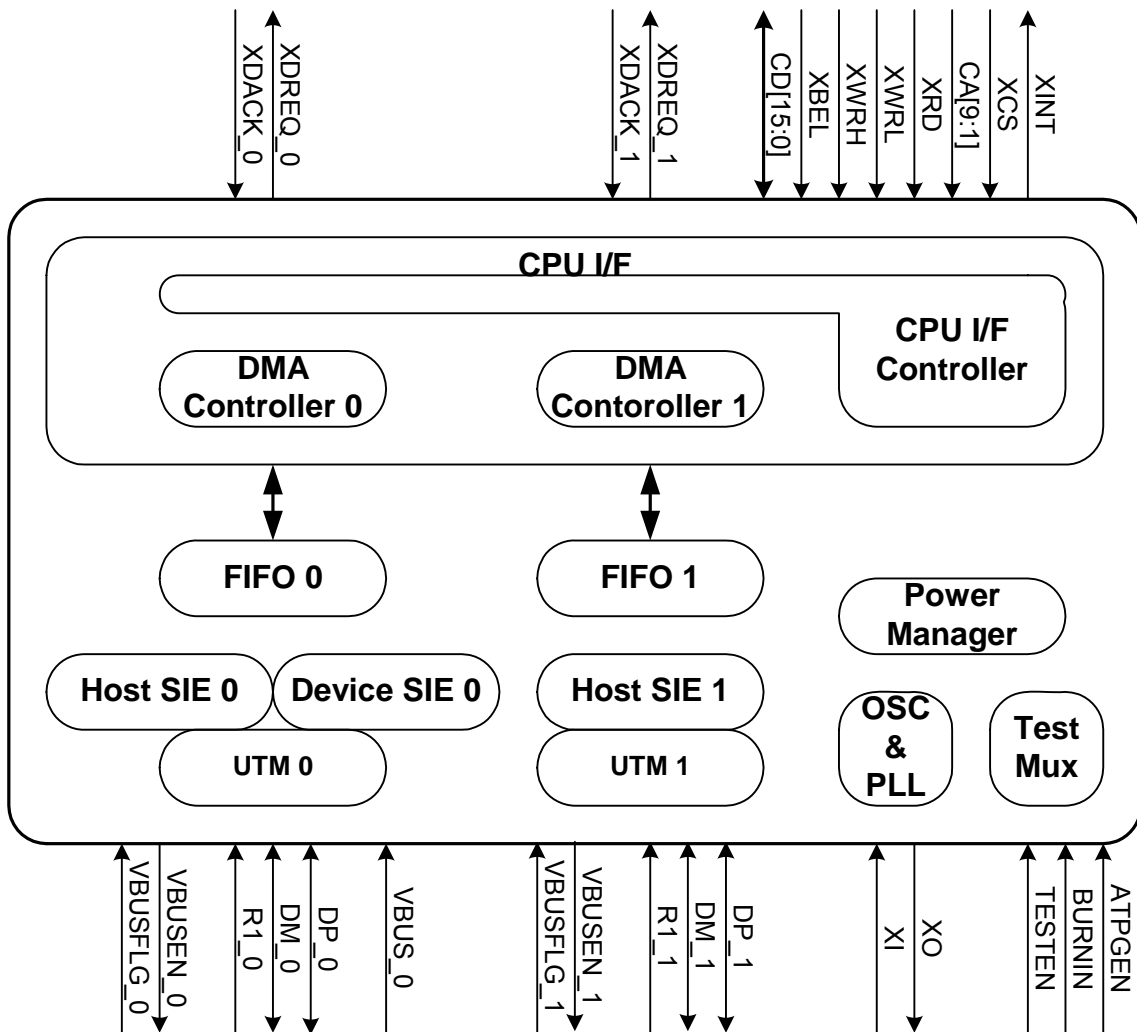 XDACK_0
XDREQ_0
XDACK_1
XDREQ_1
CD[15:0]
XBEL
XWRH
XWRL
XRD
CA[9:1]
XCS
XINT
CPU I/F
CPU I/F
Controller
DMA
Controller 0
DMA
Contoroller 1
FIFO 0
FIFO 1
Power
Manager
Host SIE 0
Device SIE 0
Host SIE 1
OSC
&
PLL
Test
Mux
UTM 0
UTM 1
VBUSFLG_0
VBUSEN_0
R1_0
DM_0
DP_0
VBUS_0
VBUSFLG_1
VBUSEN_1
R1_1
DM_1
DP_1
XI
XO
TESTEN
BURNIN
ATPGEN